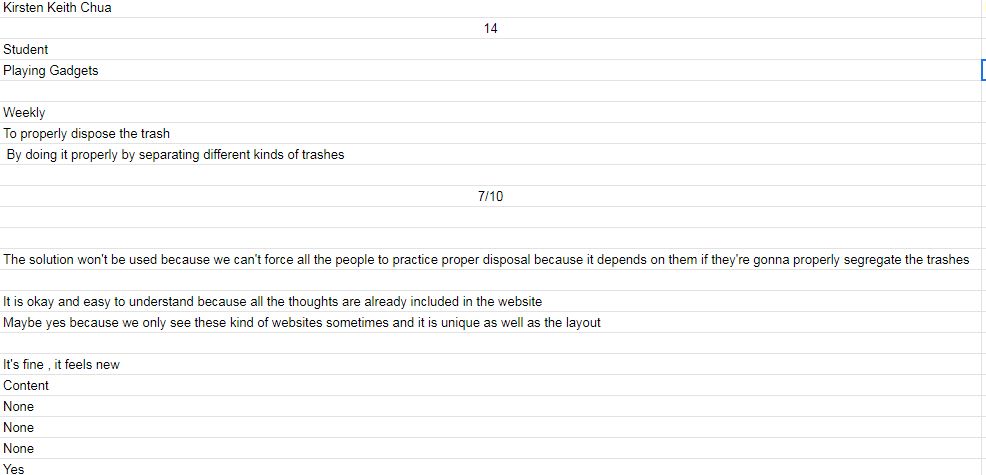 Kirsten Keith Chua
14
Student
Playing Gadgets
Weekly
To properly dispose the trash
By doing it properly by separating different kinds of trashes
7/10
The solution won't be used because we can't force all the people to practice proper disposal because it depends on them if they're gonna properly segregate the trashes
It is okay and easy to understand because all the thoughts are already included in the website
Maybe yes because we only see these kind of websites sometimes and it is unique as well as the layout
It's fine , it feels new
Content
None
None
None
Yes